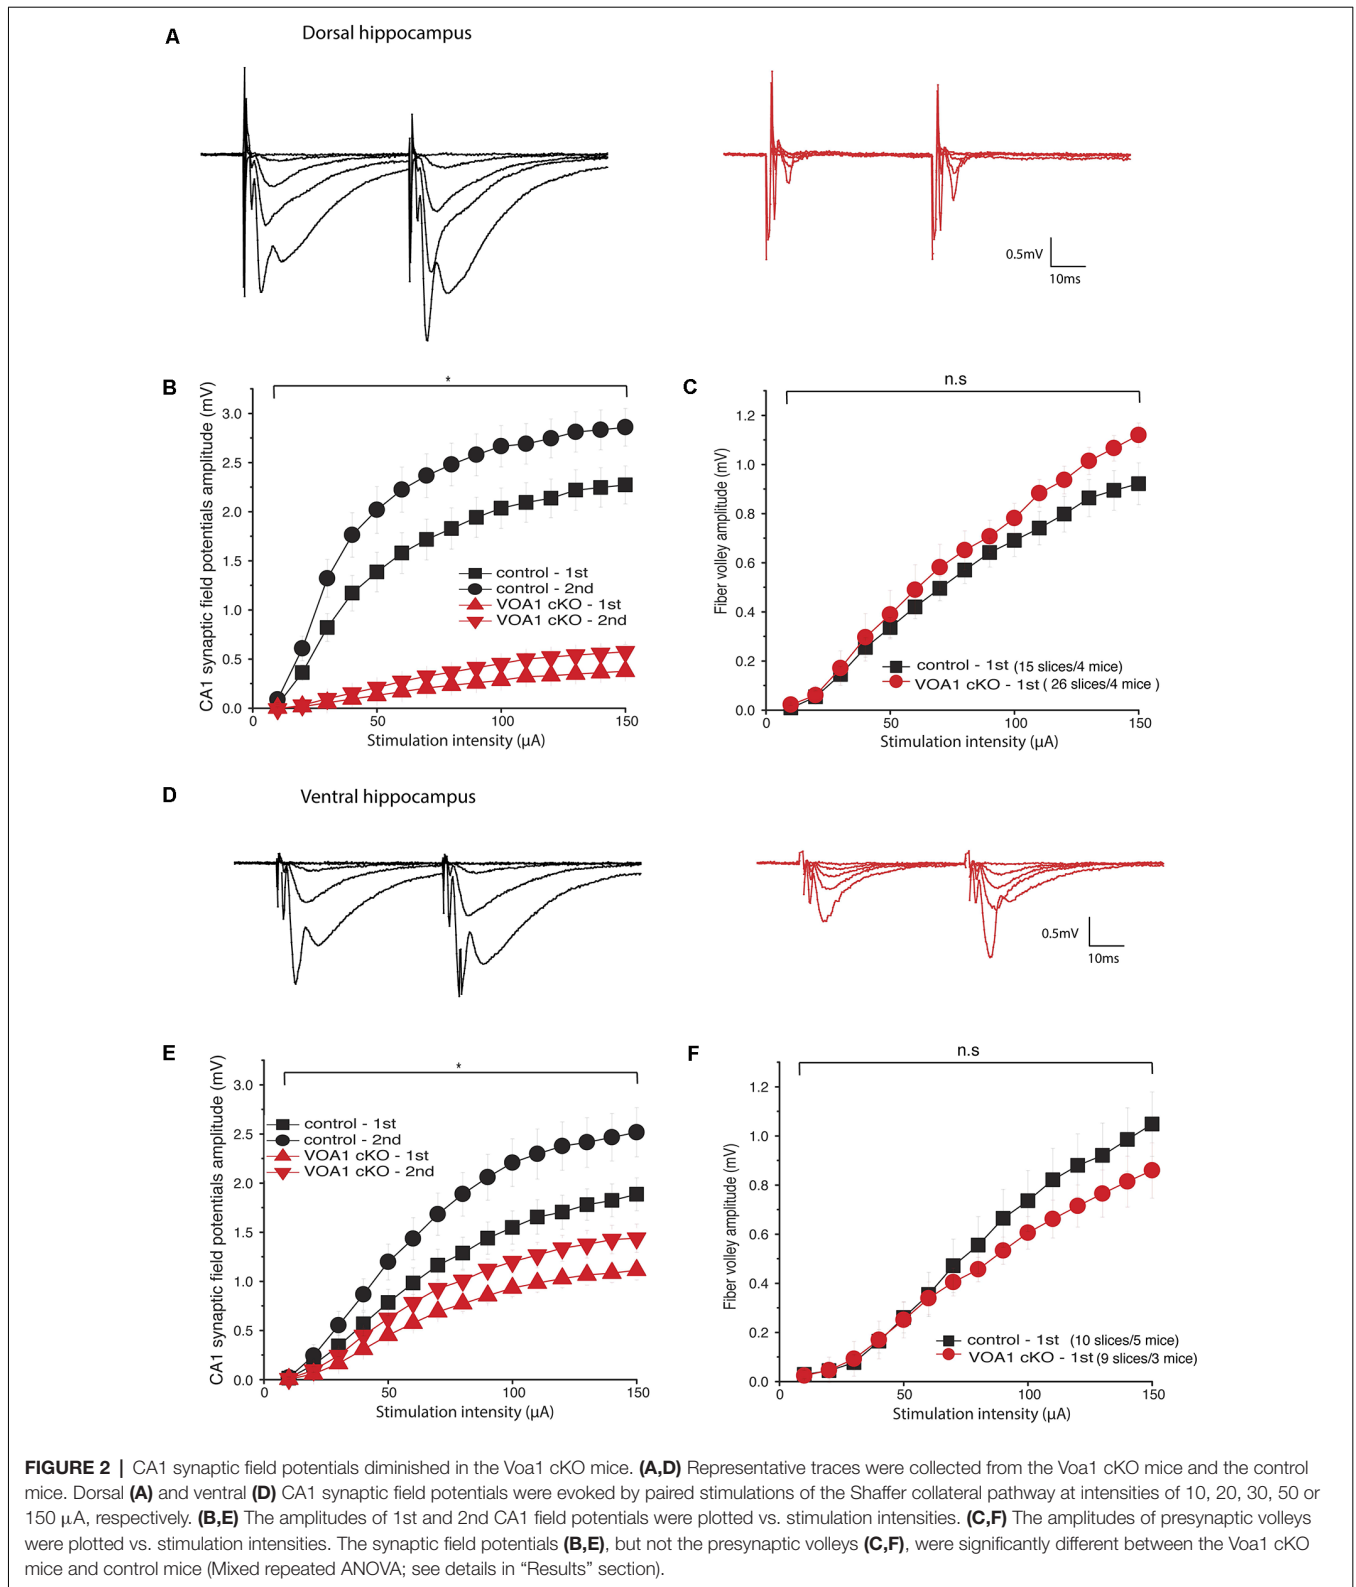 A
Dorsal hippocampus
0.5mV
10ms
B
*
CA1 synaptic field potentials amplitude (mV)
3.0
2.5
2.0
1.5
1.0
0.5
0.0
control - 1st
control - 2nd
VOA1 cKO - 1st
VOA1 cKO - 2nd
0 50 100 150
Stimulation intensity (µA)
C
n.s
Fiber volley amplitude (mV)
1.2
1.0
0.8
0.6
0.4
0.2
0.0
control - 1st (15 slices/4 mice)
VOA1 cKO - 1st ( 26 slices/4 mice )
0 50 100 150
Stimulation intensity (µA)
D
Ventral hippocampus
0.5mV
10ms
E
*
CA1 synaptic field potentials amplitude (mV)
3.0
2.5
2.0
1.5
1.0
0.5
0.0
control - 1st
control - 2nd
VOA1 cKO - 1st
VOA1 cKO - 2nd
0 50 100 150
Stimulation intensity (µA)
F
n.s
Fiber volley amplitude (mV)
1.2
1.0
0.8
0.6
0.4
0.2
0.0
control - 1st (10 slices/5 mice)
VOA1 cKO - 1st (9 slices/3 mice)
0 50 100 150
Stimulation intensity (µA)
FIGURE 2 | CA1 synaptic field potentials diminished in the Voa1 cKO mice. (A,D) Representative traces were collected from the Voa1 cKO mice and the control
mice. Dorsal (A) and ventral (D) CA1 synaptic field potentials were evoked by paired stimulations of the Shaffer collateral pathway at intensities of 10, 20, 30, 50 or
150 µA, respectively. (B,E) The amplitudes of 1st and 2nd CA1 field potentials were plotted vs. stimulation intensities. (C,F) The amplitudes of presynaptic volleys
were plotted vs. stimulation intensities. The synaptic field potentials (B,E), but not the presynaptic volleys (C,F), were significantly different between the Voa1 cKO
mice and control mice (Mixed repeated ANOVA; see details in “Results” section).